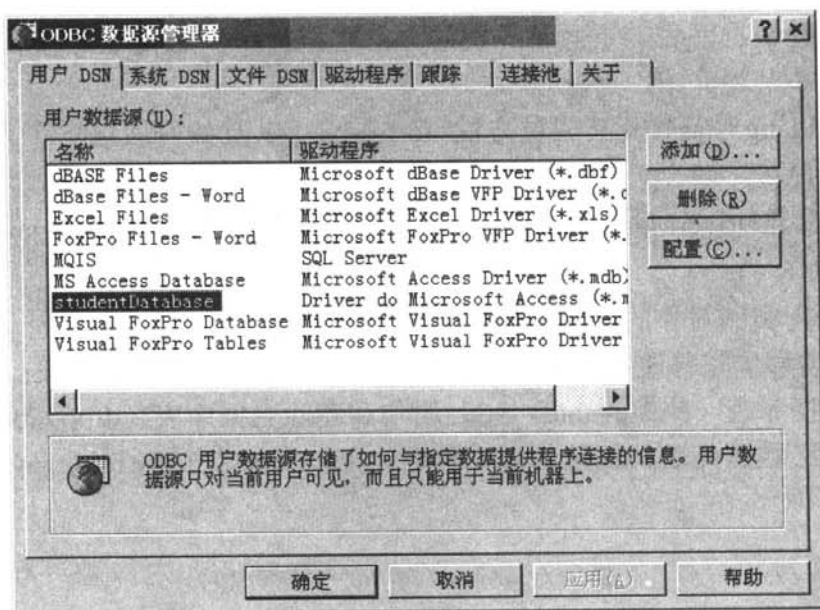 ODBC 数据源管理器
? ×
用户 DSN 系统 DSN 文件 DSN 驱动程序 跟踪 连接池 关于
用户数据源(U):
名称 驱动程序
dBASE Files Microsoft dBase Driver (*.dbf)
dBase Files - Word Microsoft dBase VFP Driver (*.d
Excel Files Microsoft Excel Driver (*.xls)
FoxPro Files - Word Microsoft FoxPro VFP Driver (*.
MQIS SQL Server
MS Access Database Microsoft Access Driver (*.mdb)
studentDatabase Driver do Microsoft Access (*.m
Visual FoxPro Database Microsoft Visual FoxPro Driver
Visual FoxPro Tables Microsoft Visual FoxPro Driver
添加(D)...
删除(R)
配置(C)...
ODBC 用户数据源存储了如何与指定数据提供程序连接的信息。用户数
据源只对当前用户可见,而且只能用于当前机器上。
确定 取消 应用(A) 帮助